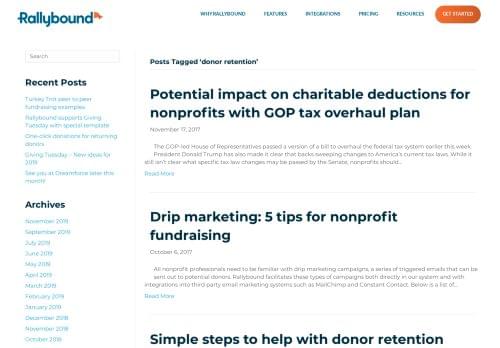 Rallybound
WHY RALLYBOUND
FEATURES
INTEGRATIONS
PRICING
RESOURCES
GET STARTED
Search
Recent Posts
Turkey Trot peer to peer
fundraising examples
Rallybound supports Giving
Tuesday with special template
One-click donations for returning
donors
Giving Tuesday – New ideas for
2019
See you at Dreamforce later this
month!
Archives
November 2019
September 2019
July 2019
June 2019
May 2019
April 2019
March 2019
February 2019
January 2019
December 2018
November 2018
October 2018
Posts Tagged ‘donor retention’
Potential impact on charitable deductions for
nonprofits with GOP tax overhaul plan
November 17, 2017
The GOP-led House of Representatives passed a version of a bill to overhaul the federal tax system earlier this week.
President Donald Trump has also made it clear that backs sweeping changes to America's current tax laws. While it
still isn't clear what specific tax law changes may be passed by the Senate, nonprofits should...
Read More
Drip marketing: 5 tips for nonprofit
fundraising
October 6, 2017
All nonprofit professionals need to be familiar with drip marketing campaigns, a series of triggered emails that can be
sent out to potential donors. Rallybound facilitates these types of campaigns both directly in our system and with
integrations into third party email marketing systems such as MailChimp and Constant Contact. Below is a list of...
Read More
Simple steps to help with donor retention